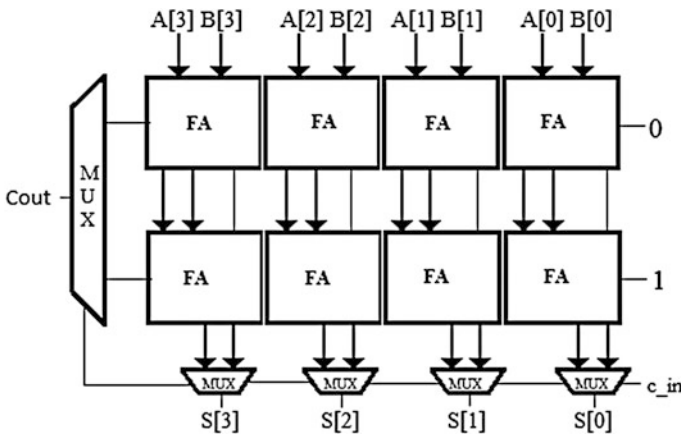 A[3] B[3] A[2] B[2] A[1] B[1] A[0] B[0]
FA FA FA FA 0
MUX
Cout
FA FA FA FA 1
MUX MUX MUX MUX c_in
S[3] S[2] S[1] S[0]